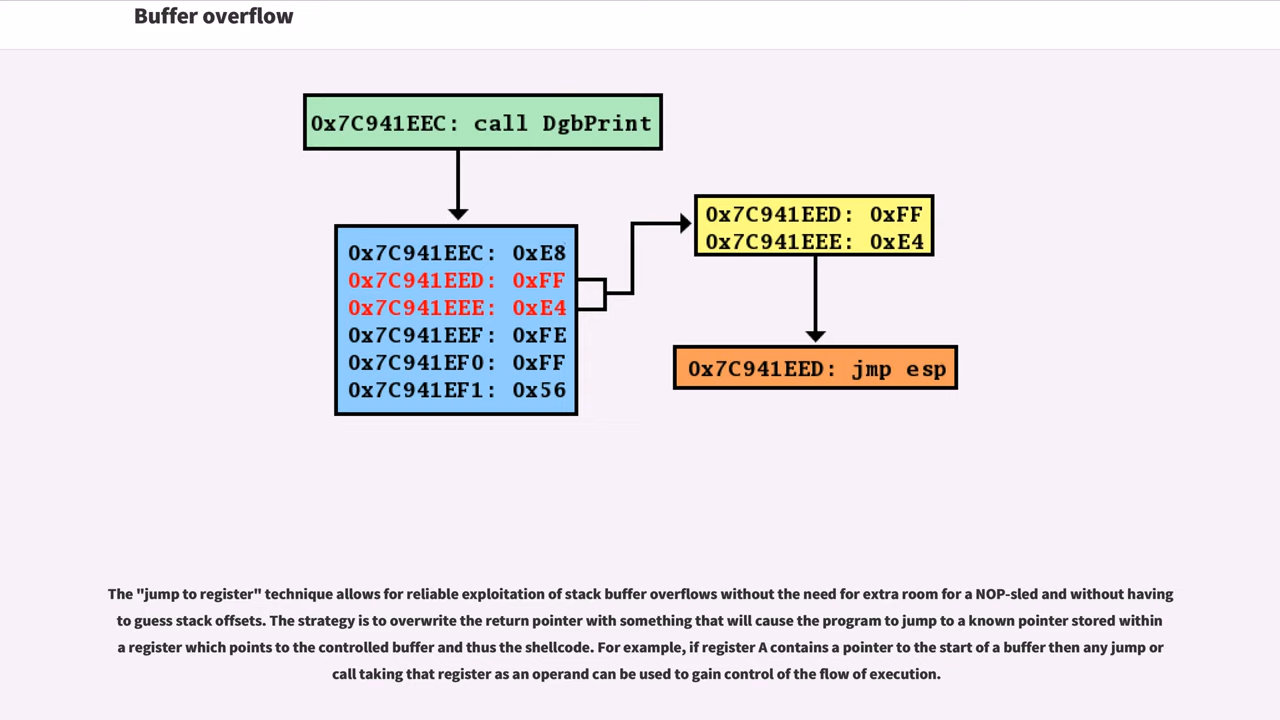 Buffer overflow
0x7C941EEC: call DgbPrint
0x7C941EED: 0xFF
0x7C941EEE: 0xE4
0x7C941EEC: 0xE8
0x7C941EED: 0xFF
0x7C941EEE: 0xE4
0x7C941EEF: 0xFE
0x7C941EF0: 0xFF
0x7C941EF1: 0x56
0x7C941EED: jmp esp
The "jump to register" technique allows for reliable exploitation of stack buffer overflows without the need for extra room for a NOP-sled and without having
to guess stack offsets. The strategy is to overwrite the return pointer with something that will cause the program to jump to a known pointer stored within
a register which points to the controlled buffer and thus the shellcode. For example, if register A contains a pointer to the start of a buffer then any jump or
call taking that register as an operand can be used to gain control of the flow of execution.